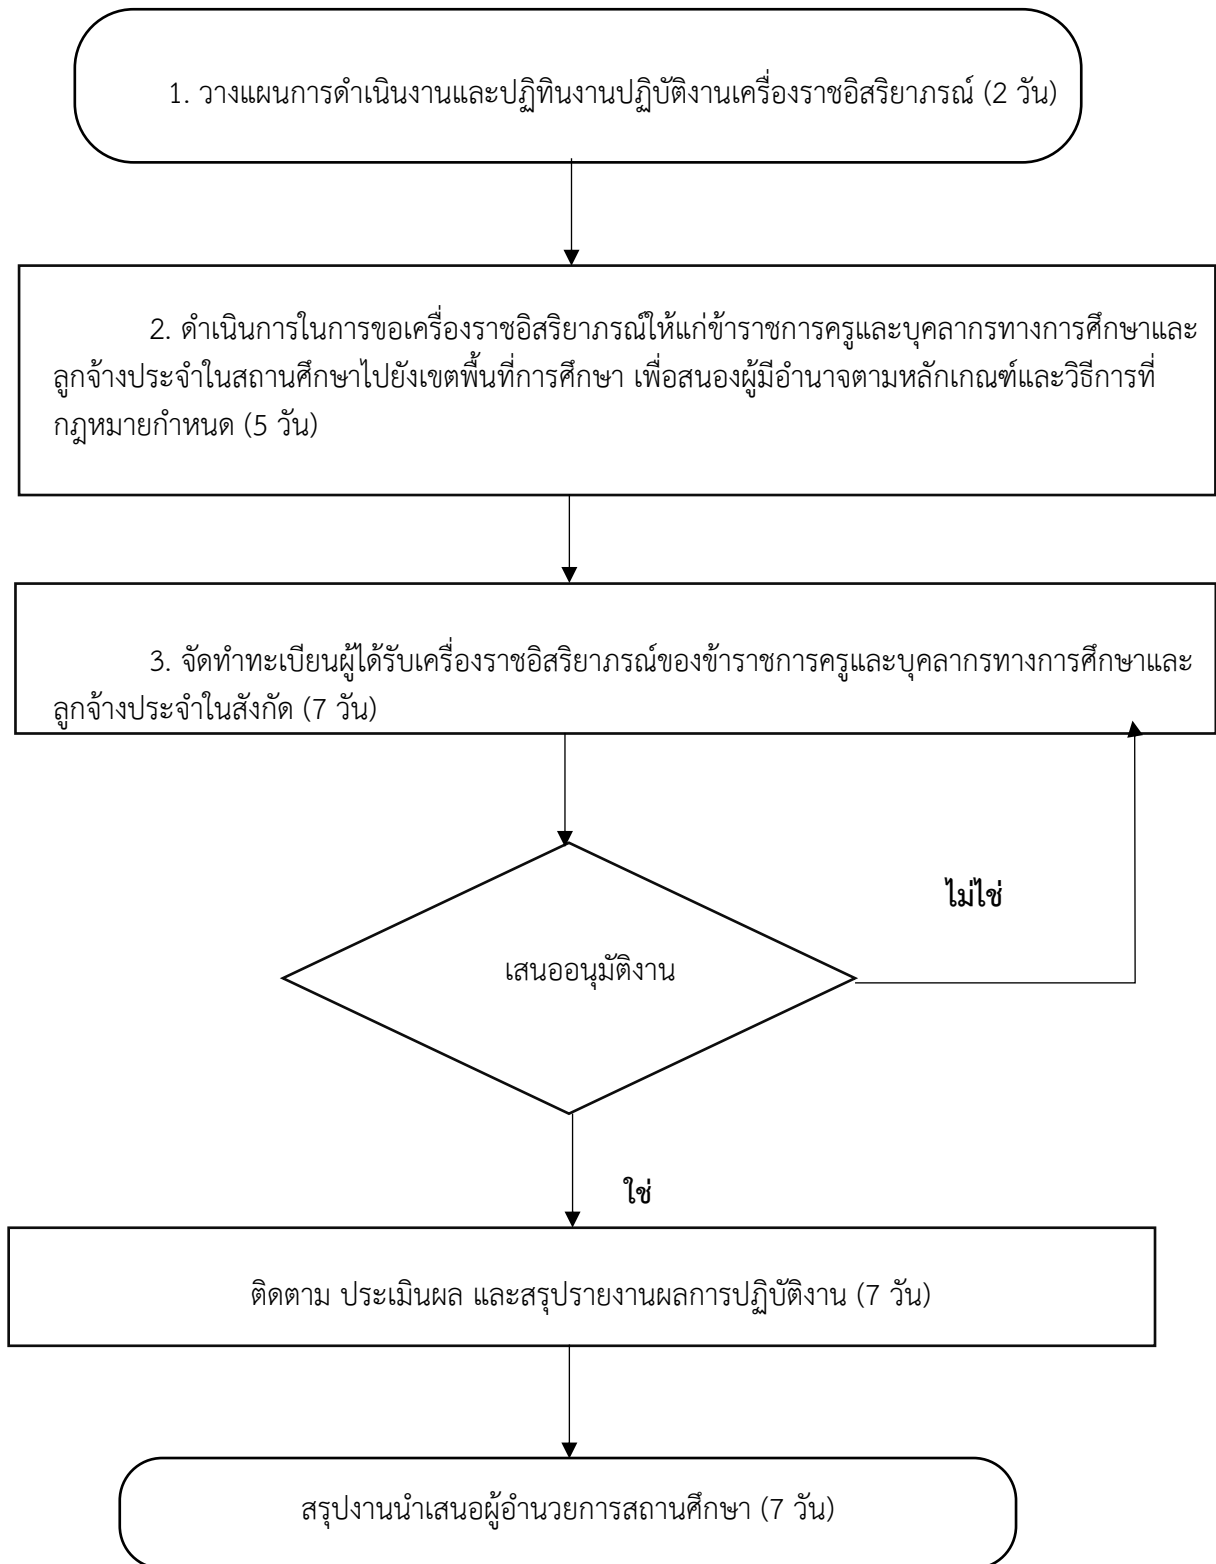 1. วางแผนการดำเนินงานและปฏิทินงานปฏิบัติงานเครื่องราชอิสริยาภรณ์ (2 วัน)
2. ดำเนินการในการขอเครื่องราชอิสริยาภรณ์ให้แก่ข้าราชการครูและบุคลากรทางการศึกษาและ
ลูกจ้างประจำในสถานศึกษาไปยังเขตพื้นที่การศึกษา เพื่อสนองผู้มีอำนาจตามหลักเกณฑ์และวิธีการที่
กฎหมายกำหนด (5 วัน)
3. จัดทำทะเบียนผู้ได้รับเครื่องราชอิสริยาภรณ์ของข้าราชการครูและบุคลากรทางการศึกษาและ
ลูกจ้างประจำในสังกัด (7 วัน)
ไม่ไช่
เสนออนุมัติงาน
ใช่
ติดตาม ประเมินผล และสรุปรายงานผลการปฏิบัติงาน (7 วัน)
สรุปงานนำเสนอผู้อำนวยการสถานศึกษา (7 วัน)